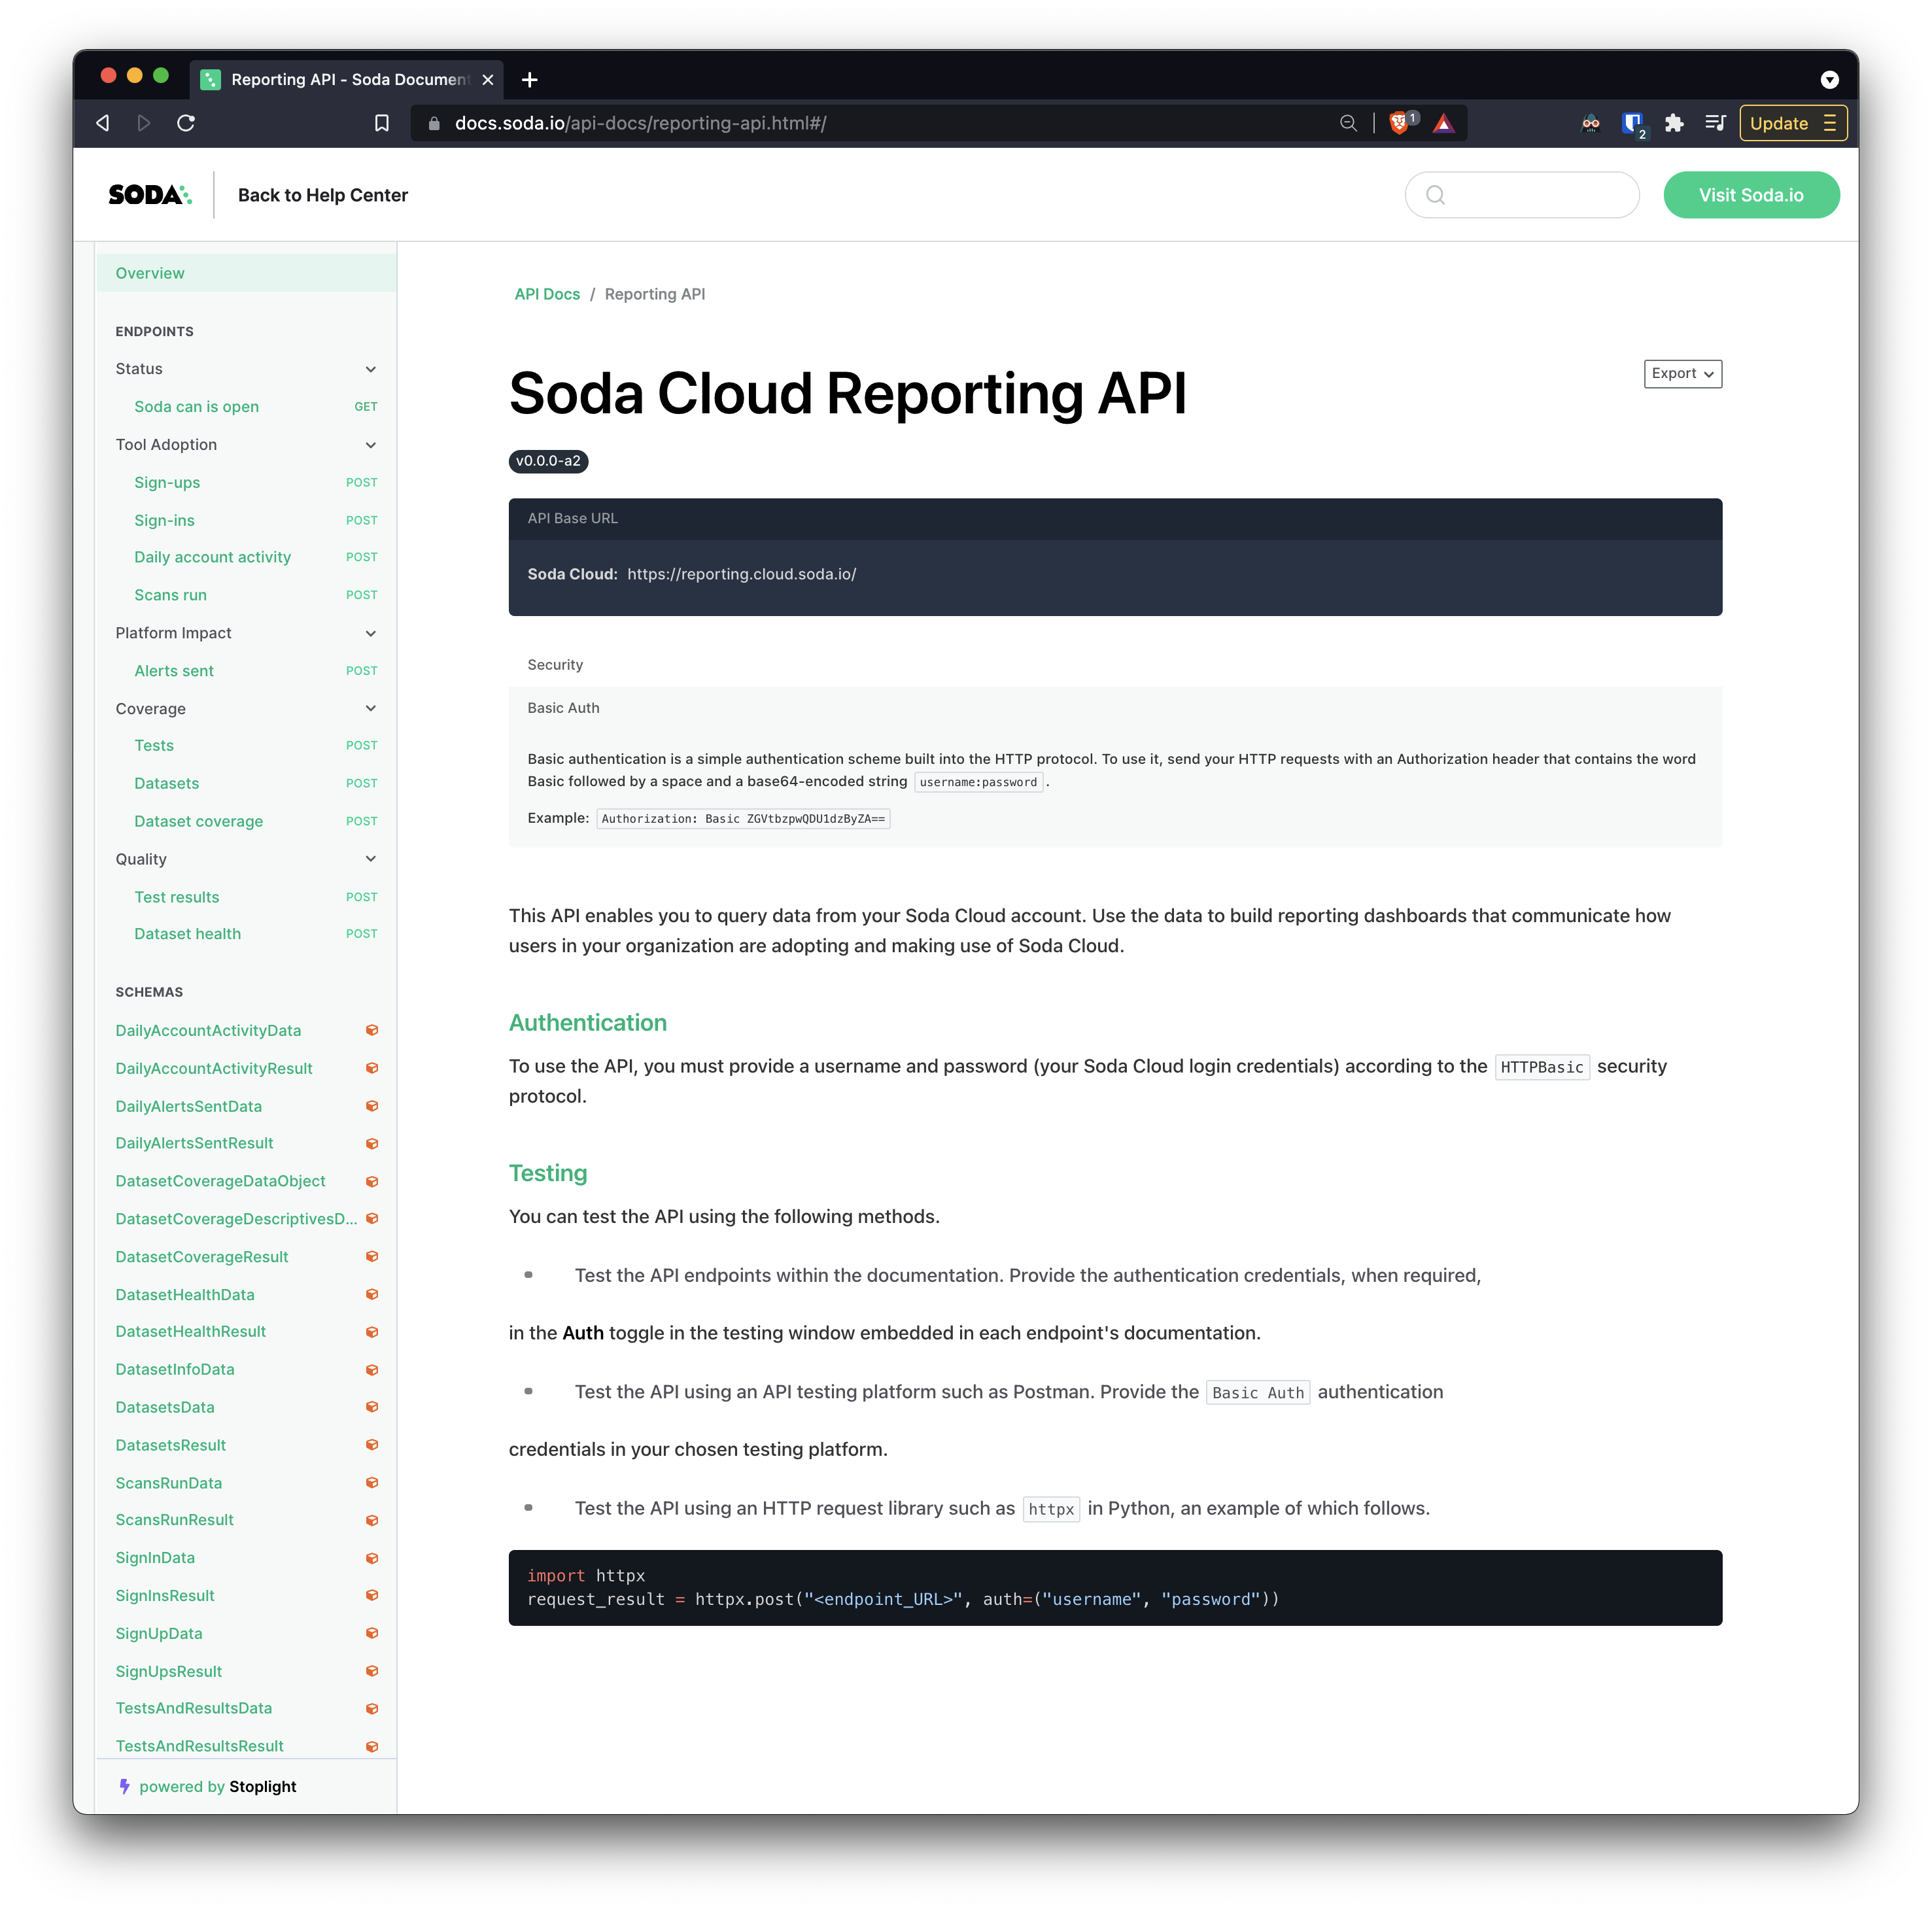 Reporting API - Soda Document
docs.soda.io/api-docs/reporting-api.html#/
1
2
Update
SODA
Back to Help Center
Visit Soda.io
Overview
ENDPOINTS
Status
Soda can is open GET
Tool Adoption
Sign-ups POST
Sign-ins POST
Daily account activity POST
Scans run POST
Platform Impact
Alerts sent POST
Coverage
Tests POST
Datasets POST
Dataset coverage POST
Quality
Test results POST
Dataset health POST
SCHEMAS
DailyAccountActivityData
DailyAccountActivityResult
DailyAlertsSentData
DailyAlertsSentResult
DatasetCoverageDataObject
DatasetCoverageDescriptivesD...
DatasetCoverageResult
DatasetHealthData
DatasetHealthResult
DatasetInfoData
DatasetsData
DatasetsResult
ScansRunData
ScansRunResult
SignInData
SignInsResult
SignUpData
SignUpsResult
TestsAndResultsData
TestsAndResultsResult
powered by Stoplight
API Docs / Reporting API
Soda Cloud Reporting API
Export
v0.0.0-a2
API Base URL
Soda Cloud: https://reporting.cloud.soda.io/
Security
Basic Auth
Basic authentication is a simple authentication scheme built into the HTTP protocol. To use it, send your HTTP requests with an Authorization header that contains the word
Basic followed by a space and a base64-encoded string username:password.
Example: Authorization: Basic ZGVtbzpwQDU1dzByZA==
This API enables you to query data from your Soda Cloud account. Use the data to build reporting dashboards that communicate how
users in your organization are adopting and making use of Soda Cloud.
Authentication
To use the API, you must provide a username and password (your Soda Cloud login credentials) according to the HTTPBasic security
protocol.
Testing
You can test the API using the following methods.
Test the API endpoints within the documentation. Provide the authentication credentials, when required,
in the Auth toggle in the testing window embedded in each endpoint's documentation.
Test the API using an API testing platform such as Postman. Provide the Basic Auth authentication
credentials in your chosen testing platform.
Test the API using an HTTP request library such as httpx in Python, an example of which follows.
import httpx
request_result = httpx.post("<endpoint_URL>", auth=("username", "password"))